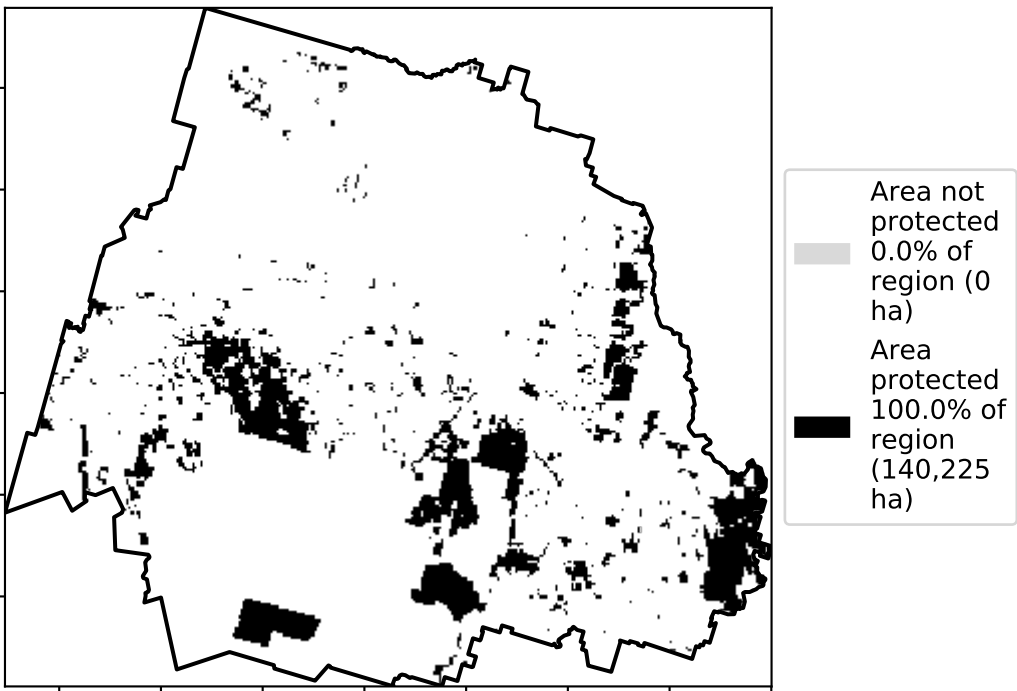 Area not
protected
0.0% of
region (0
ha)
Area
protected
100.0% of
region
(140,225
ha)